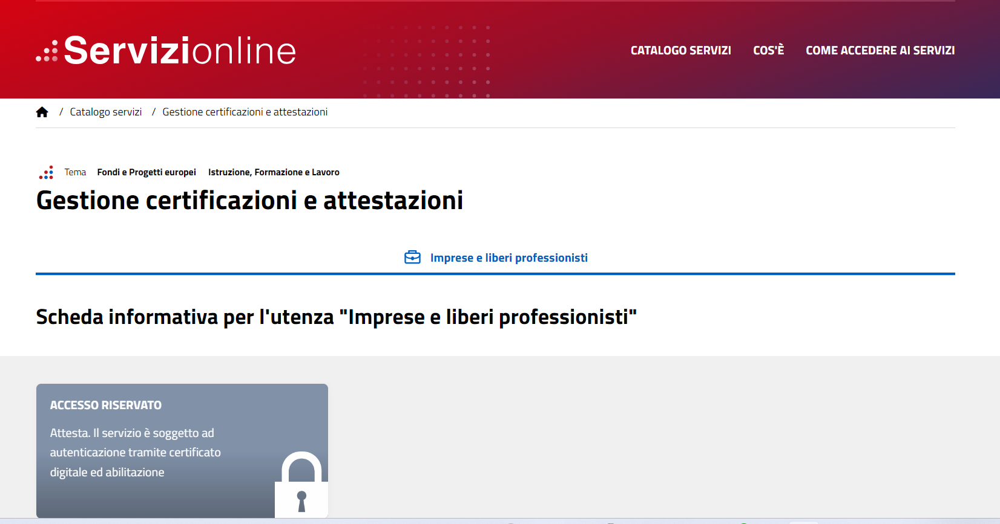 Servizionline
CATALOGO SERVIZI COS'È COME ACCEDERE AI SERVIZI
/ Catalogo servizi / Gestione certificazioni e attestazioni
Tema Fondi e Progetti europei Istruzione, Formazione e Lavoro
Gestione certificazioni e attestazioni
Imprese e liberi professionisti
Scheda informativa per l'utenza "Imprese e liberi professionisti"
ACCESSO RISERVATO
Attesta. Il servizio è soggetto ad
autenticazione tramite certificato
digitale ed abilitazione